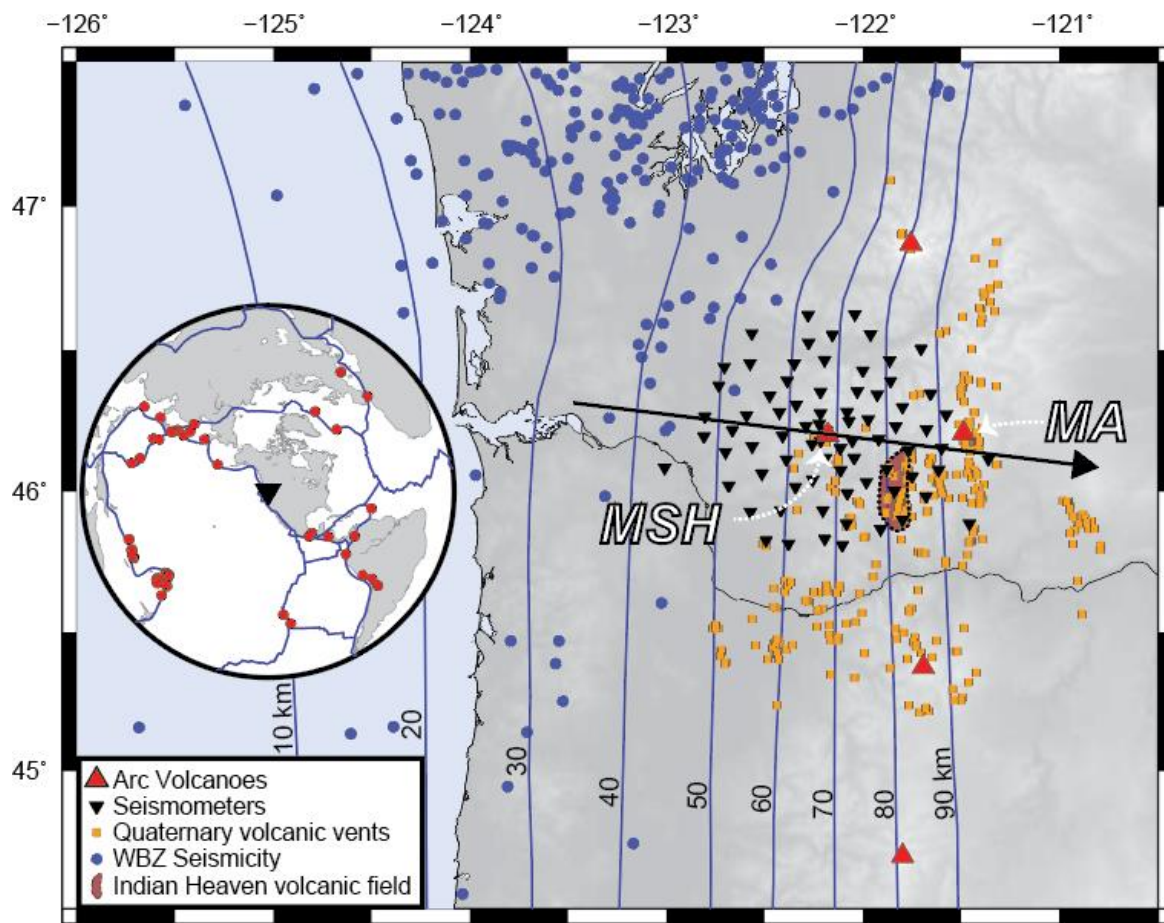 −126° −125° −124° −123° −122° −121°
47°
46°
45°
MA
MSH
10 km
20
30
40
50
60
70
80
90 km
Arc Volcanoes
Seismometers
Quaternary volcanic vents
WBZ Seismicity
Indian Heaven volcanic field